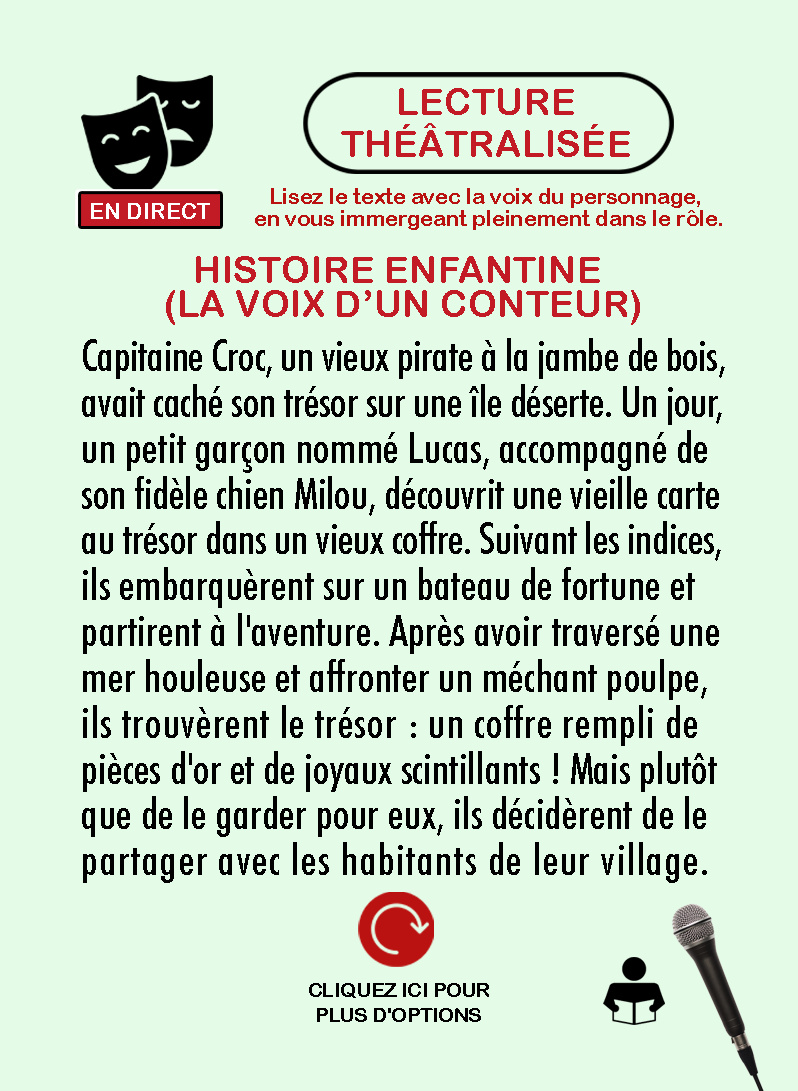 LECTURE
THÉÂTRALISÉE
EN DIRECT
Lisez le texte avec la voix du personnage,
en vous immergeant pleinement dans le rôle.
HISTOIRE ENFANTINE
(LA VOIX D’UN CONTEUR)
Capitaine Croc, un vieux pirate à la jambe de bois,
avait caché son trésor sur une île déserte. Un jour,
un petit garçon nommé Lucas, accompagné de
son fidèle chien Milou, découvrit une vieille carte
au trésor dans un vieux coffre. Suivant les indices,
ils embarquèrent sur un bateau de fortune et
partirent à l'aventure. Après avoir traversé une
mer houleuse et affronter un méchant poulpe,
ils trouvèrent le trésor : un coffre rempli de
pièces d'or et de joyaux scintillants ! Mais plutôt
que de le garder pour eux, ils décidèrent de le
partager avec les habitants de leur village.
CLIQUEZ ICI POUR
PLUS D'OPTIONS